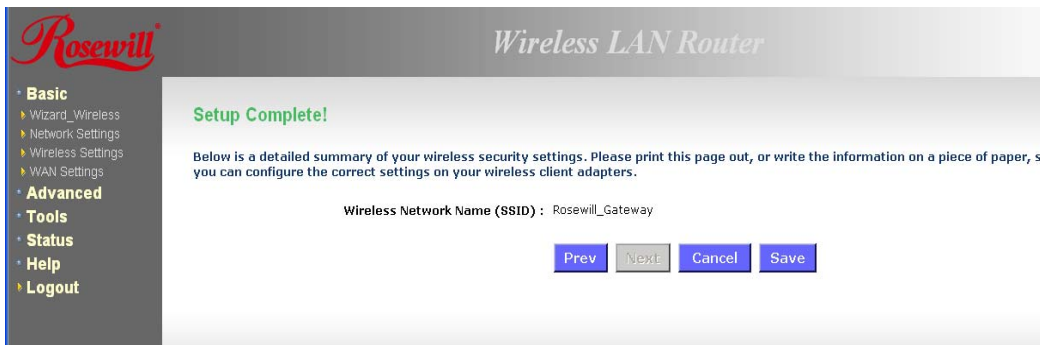 Rosewill
Wireless LAN Router
Basic
Wizard_Wireless
Network Settings
Wireless Settings
WAN Settings
Advanced
Tools
Status
Help
Logout
Setup Complete!
Below is a detailed summary of your wireless security settings. Please print this page out, or write the information on a piece of paper, s
you can configure the correct settings on your wireless client adapters.
Wireless Network Name (SSID) : Rosewill_Gateway
Prev Next Cancel Save